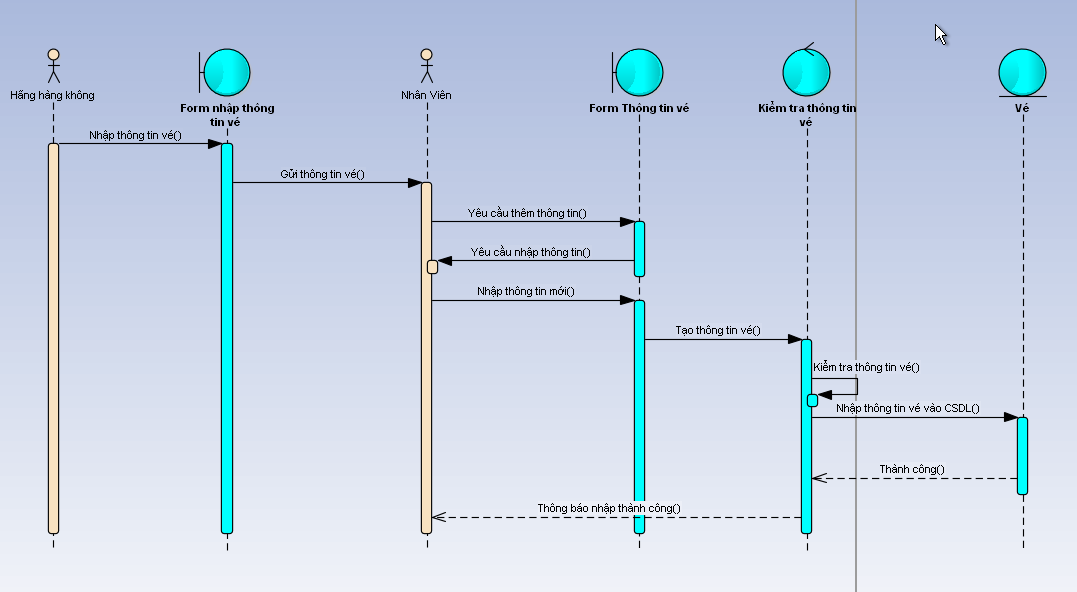 Hãng hàng không
Form nhập thông
tin vé
Nhân Viên
Form Thông tin vé
Kiểm tra thông tin
vé
Vé
Nhập thông tin vé()
Gửi thông tin vé()
Yêu cầu thêm thông tin()
Yêu cầu nhập thông tin()
Nhập thông tin mới()
Tạo thông tin vé()
Kiểm tra thông tin vé()
Nhập thông tin vé vào CSDL()
Thành công()
Thông báo nhập thành công()